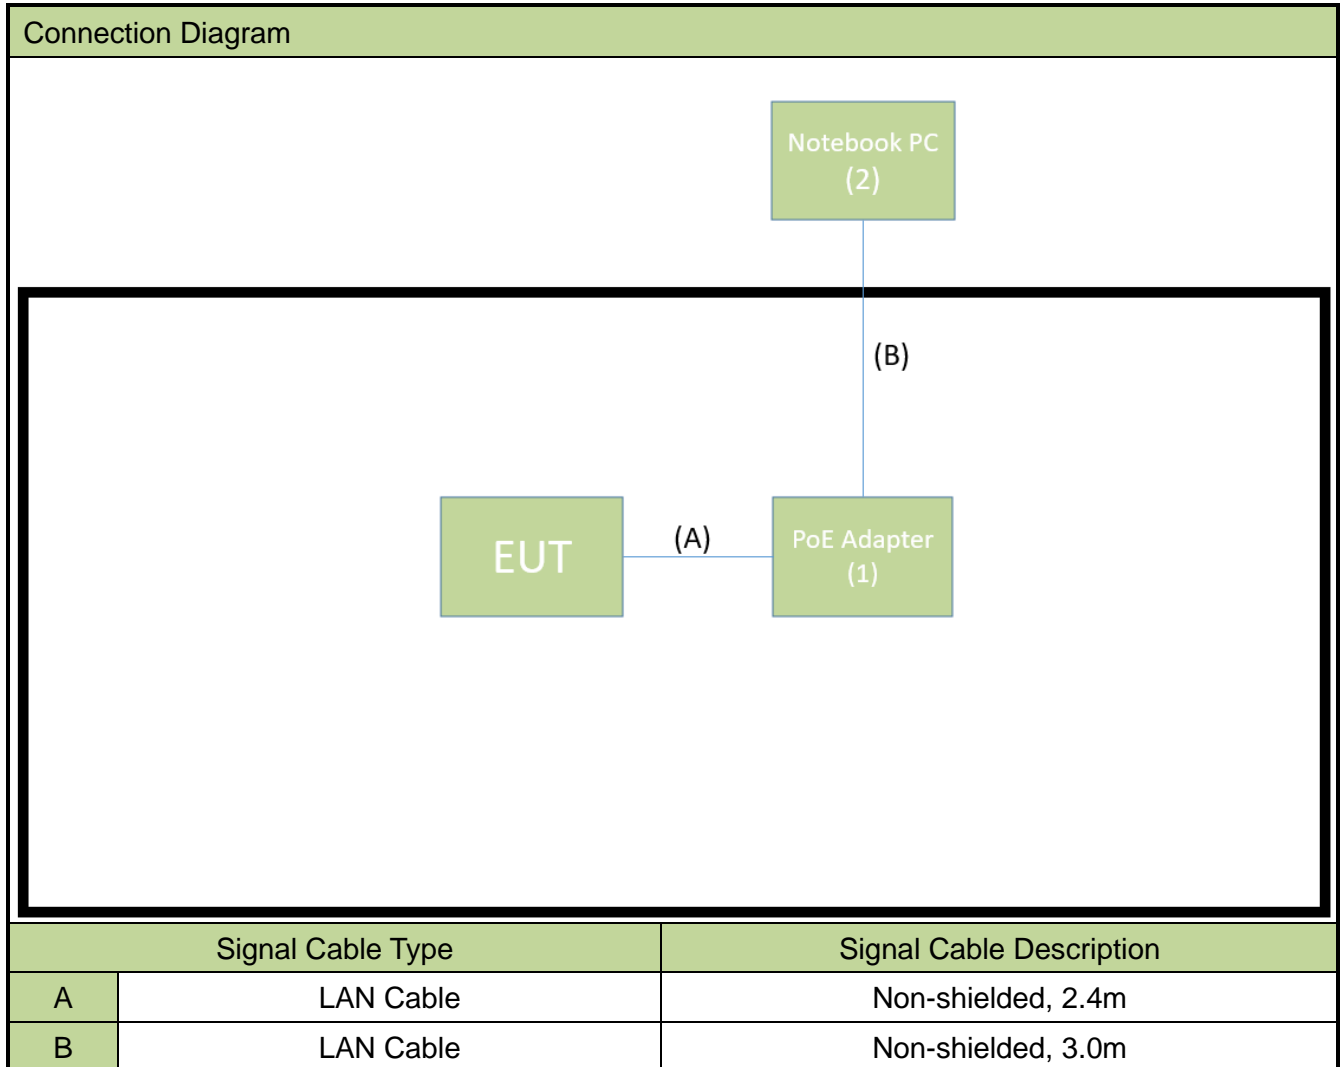 Connection Diagram
Notebook PC
(2)
(B)
EUT
(A)
PoE Adapter
(1)
Signal Cable Type Signal Cable Description
A LAN Cable Non-shielded, 2.4m
B LAN Cable Non-shielded, 3.0m